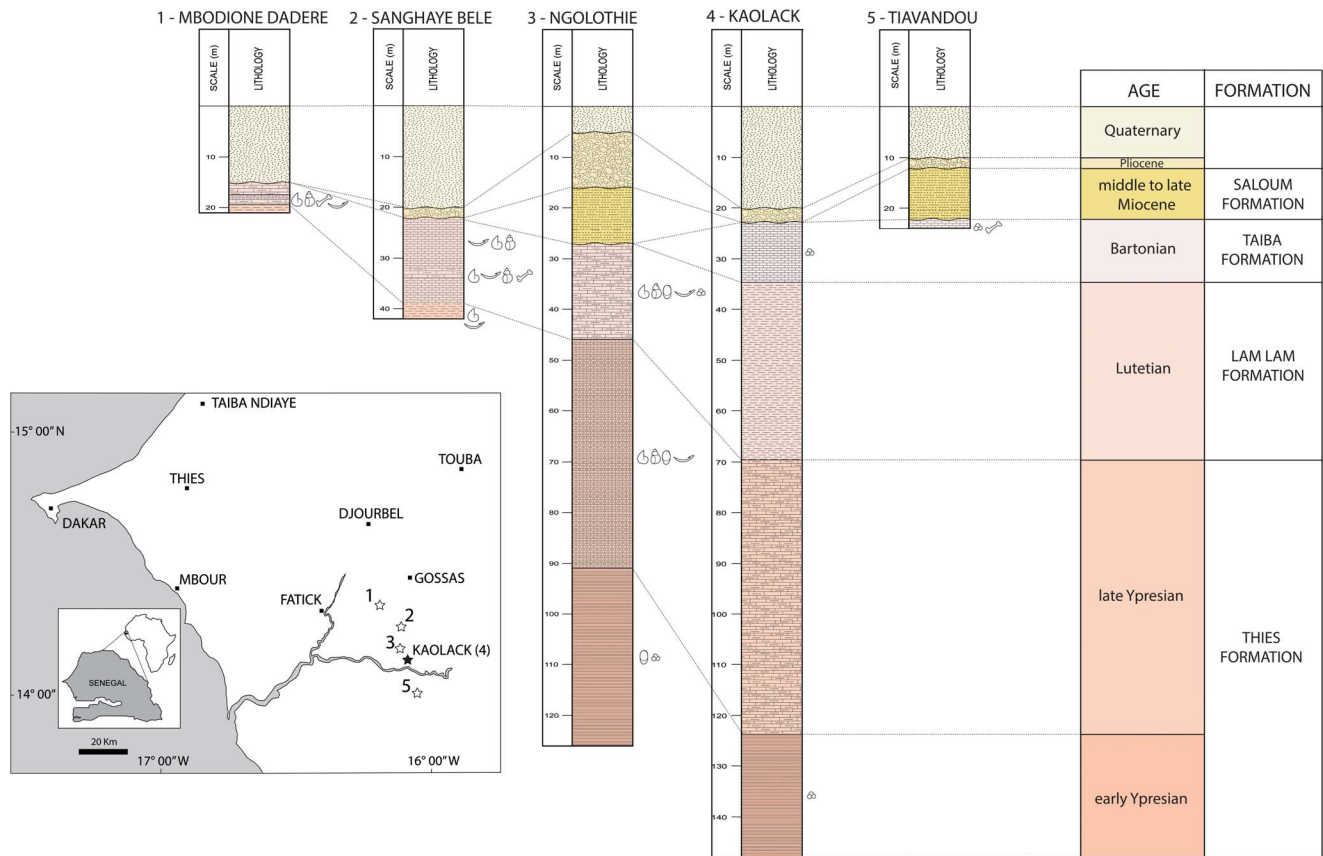 1 - MBODIONE DADERE
2 - SANGHAYE BELE
3 - NGOLOTHIE
4 - KAOLACK
5 - TIAVANDOU
SCALE (m)
LITHOLOGY
SCALE (m)
LITHOLOGY
SCALE (m)
LITHOLOGY
SCALE (m)
LITHOLOGY
SCALE (m)
LITHOLOGY
10
20
10
20
30
40
10
20
30
40
50
60
70
80
90
100
110
120
10
20
30
40
50
60
70
80
90
100
110
120
130
140
10
20
AGE
FORMATION
Quaternary
Pliocene
middle to late
Miocene
SALOUM
FORMATION
Bartonian
TAIBA
FORMATION
Lutetian
LAM LAM
FORMATION
late Ypresian
THIES
FORMATION
early Ypresian
TAIBA NDIAYE
15° 00'' N
TOUBA
THIES
DAKAR
DJOURBEL
MBOUR
GOSSAS
FATICK
1
2
3
KAOLACK (4)
5
14° 00''
SENEGAL
20 Km
17° 00''W
16° 00''W